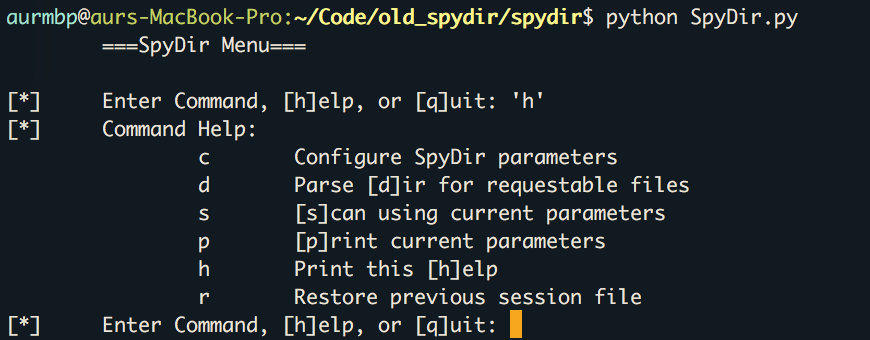 aurmbp@aurs-MacBook-Pro:~/Code/old_spydir/spydir$ python SpyDir.py
===SpyDir Menu===
[*] Enter Command, [h]elp, or [q]uit: 'h'
[*] Command Help:
c Configure SpyDir parameters
d Parse [d]ir for requestable files
s [s]can using current parameters
p [p]rint current parameters
h Print this [h]elp
r Restore previous session file
[*] Enter Command, [h]elp, or [q]uit: